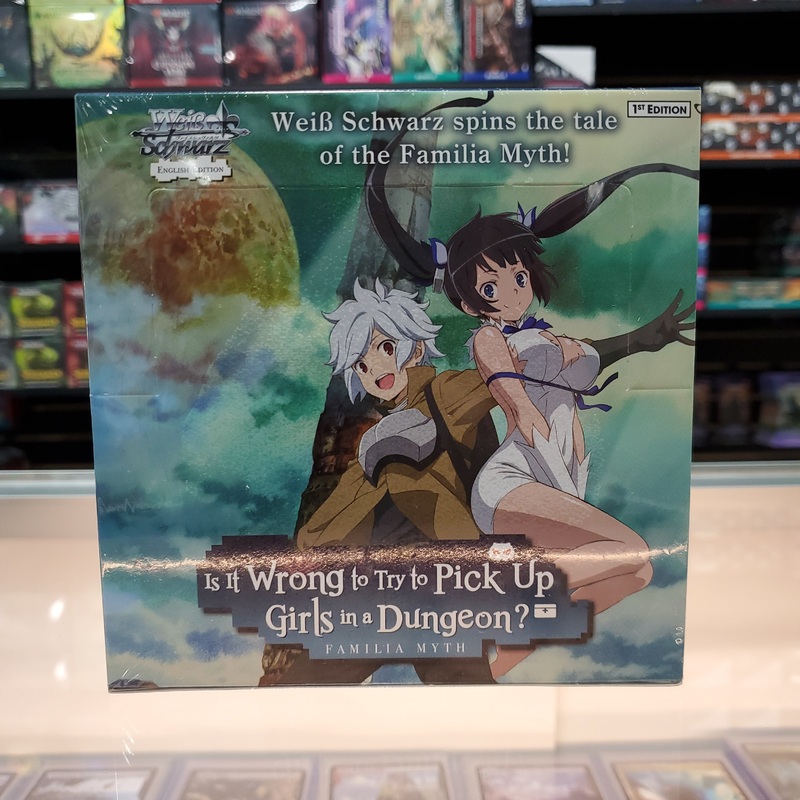 Weiß Schwarz
ENGLISH EDITION
Weiß Schwarz spins the tale
of the Familia Myth!
1ST EDITION
Is It Wrong to Try to Pick Up
Girls in a Dungeon?
FAMILIA MYTH